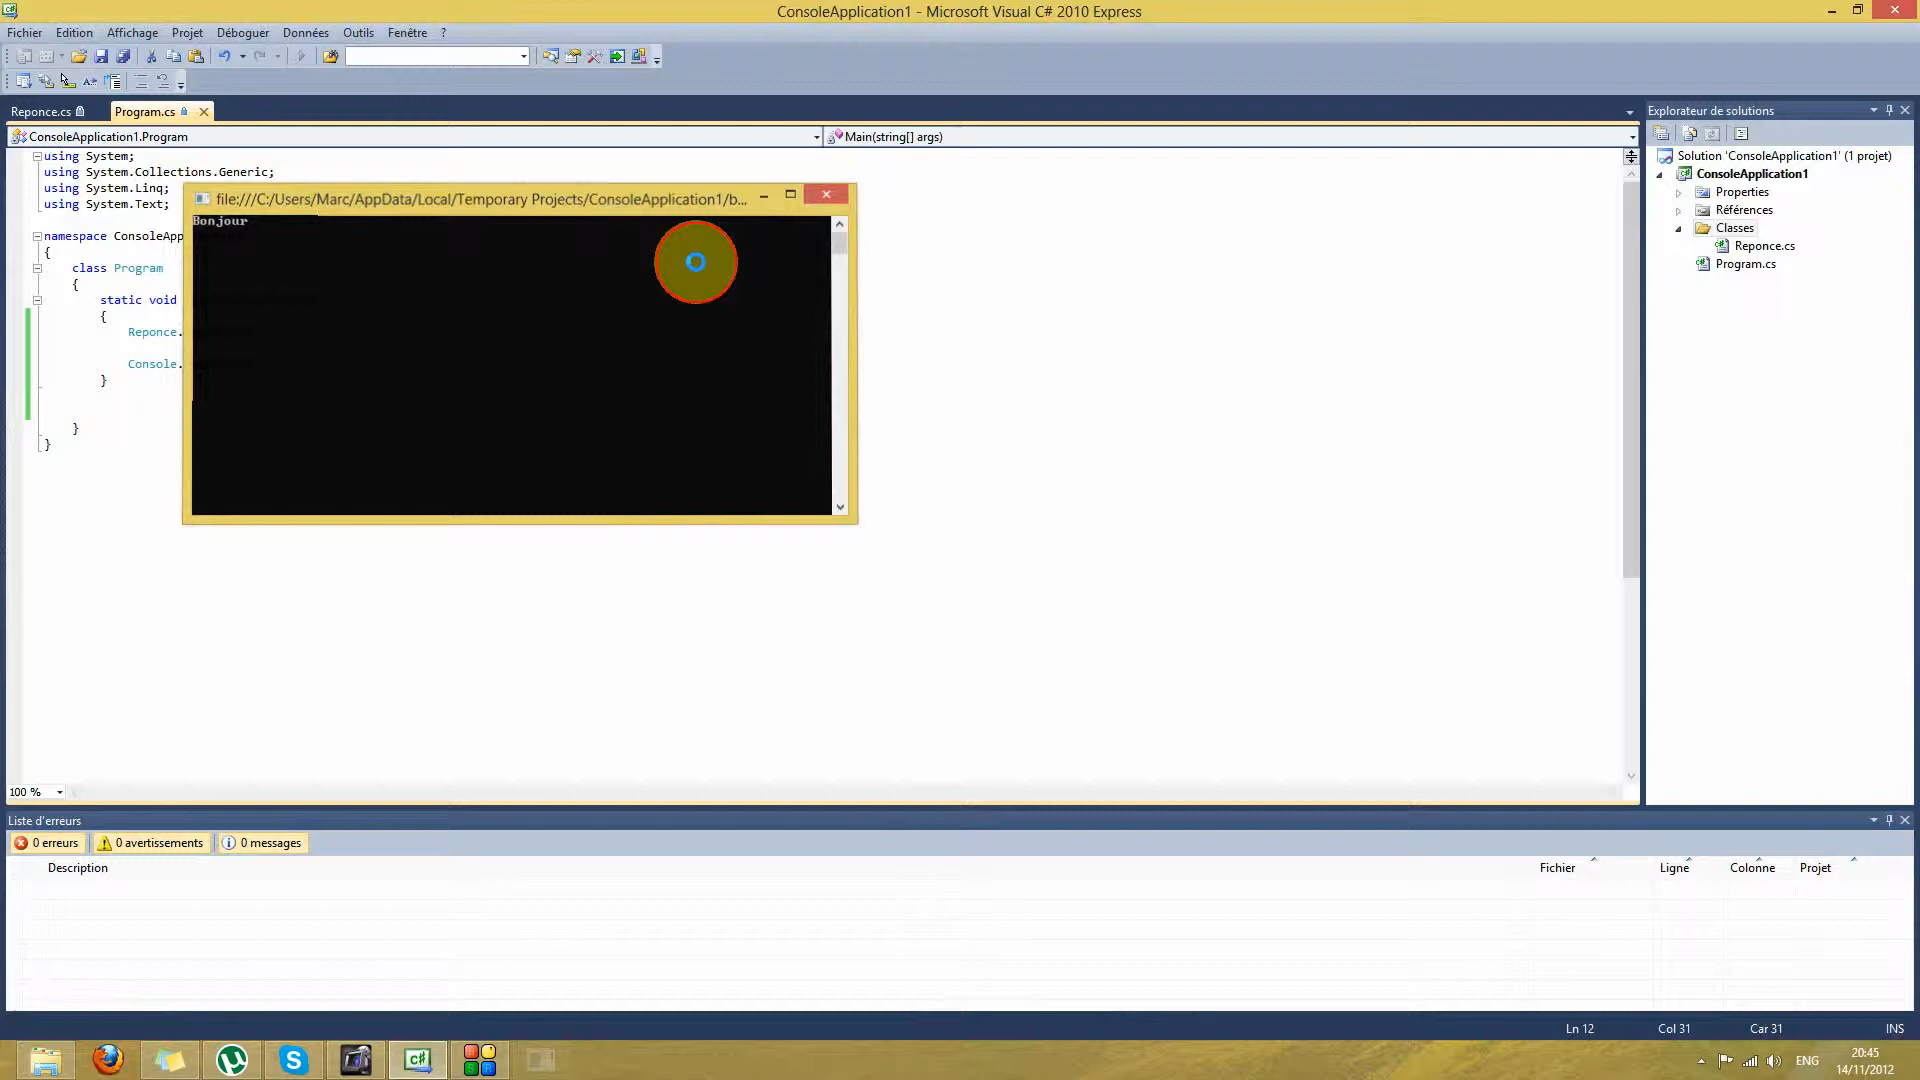 ConsoleApplication1 - Microsoft Visual C# 2010 Express
Fichier Edition Affichage Projet Déboguer Données Outils Fenêtre ?
Reponce.cs Program.cs
ConsoleApplication1.Program
Main(string[] args)
using System;
using System.Collections.Generic;
using System.Linq;
using System.Text;
namespace ConsoleApp
{
class Program
{
static void
{
Reponce.
Console.
}
}
}
file:///C:/Users/Marc/AppData/Local/Temporary Projects/ConsoleApplication1/b...
Bonjour
100 %
Explorateur de solutions
Solution 'ConsoleApplication1' (1 projet)
ConsoleApplication1
Properties
Références
Classes
Reponce.cs
Program.cs
Liste d'erreurs
0 erreurs 0 avertissements 0 messages
Description Fichier Ligne Colonne Projet
Ln 12 Col 31 Car 31 INS
ENG
20:45
14/11/2012